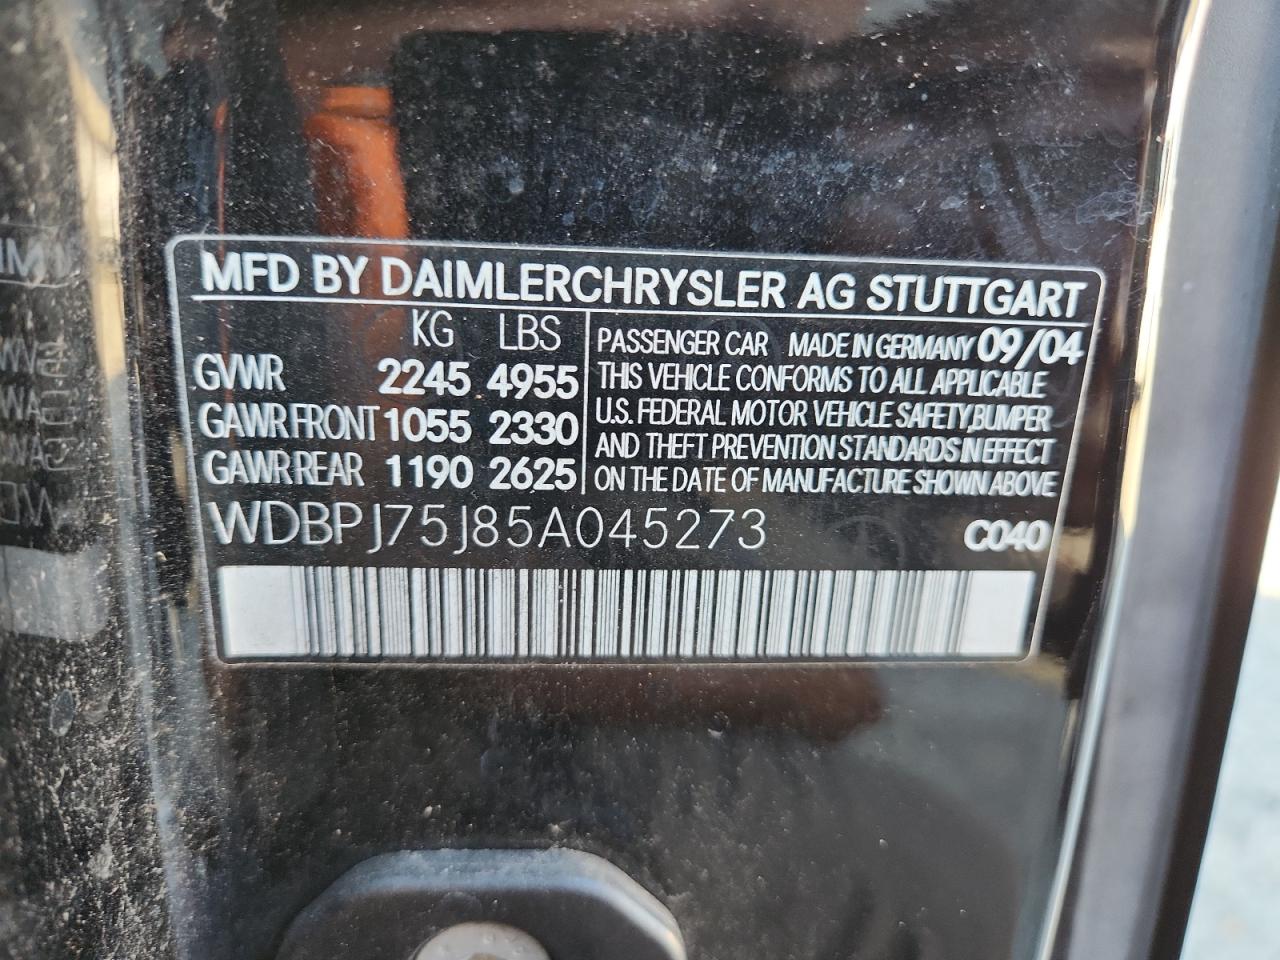 MFD BY DAIMLERCHRYSLER AG STUTTGART
KG LBS
GVWR 2245 4955
GAWR FRONT 1055 2330
GAWR REAR 1190 2625
PASSENGER CAR MADE IN GERMANY 09/04
THIS VEHICLE CONFORMS TO ALL APPLICABLE
U.S. FEDERAL MOTOR VEHICLE SAFETY, BUMPER
AND THEFT PREVENTION STANDARDS IN EFFECT
ON THE DATE OF MANUFACTURE SHOWN ABOVE
WDBPJ75J85A045273 C040